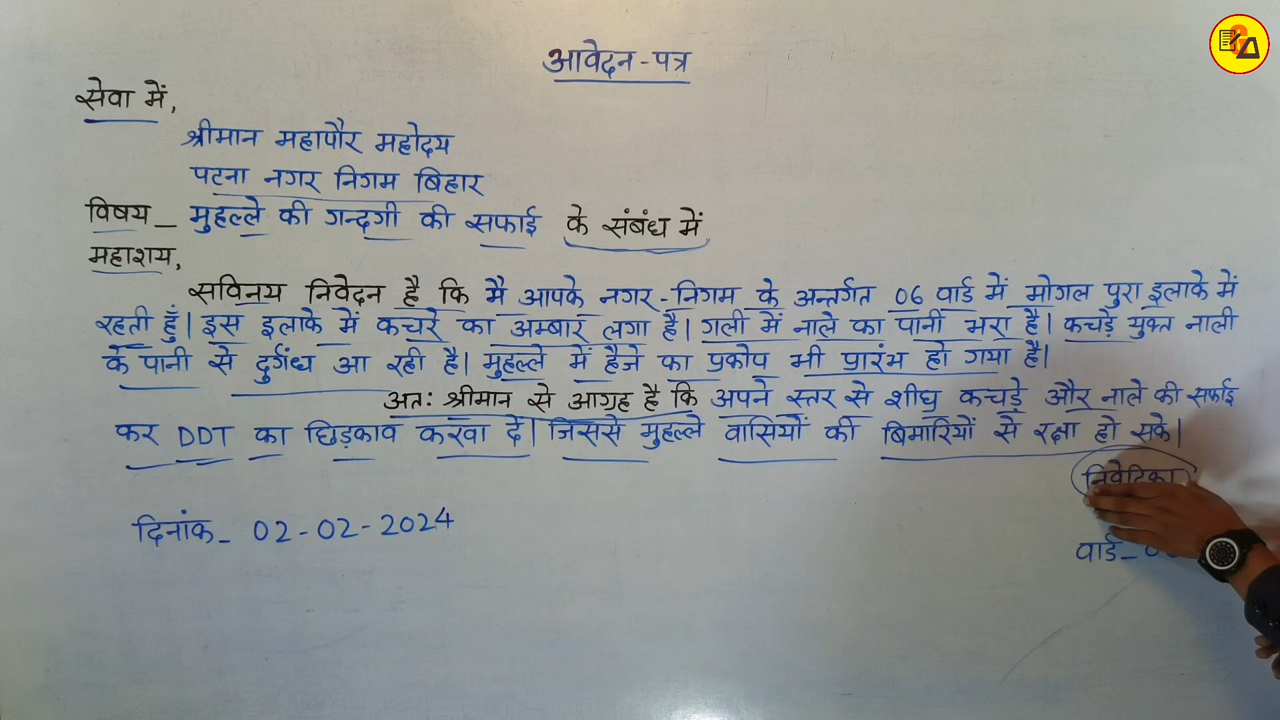 आवेदन-पत्र
सेवा में,
श्रीमान महापौर महोदय
पटना नगर निगम बिहार
विषय_ मुहल्ले की गन्दगी की सफाई के संबंध में
महाशय,
सविनय निवेदन है कि मै आपके नगर-निगम के अन्तर्गत 06 वार्ड में मोगल पुरा इलाके में
रहती हुँ। इस इलाके में कचरे का अम्बार लगा है। गली में नाले का पानी भरा है। कचड़े युक्त नाली
के पानी से दुर्गंध आ रही है। मुहल्ले में हैजे का प्रकोप भी प्रारंभ हो गया है।
अतः श्रीमान से आग्रह है कि अपने स्तर से शीघ्र कचड़े और नाले की सफाई
कर DDT का छिड़काव करवा दें। जिससे मुहल्ले वासियों की बिमारियों से रक्षा हो सके।
निवेदिका
दिनांक_ 02-02-2024
वार्ड_